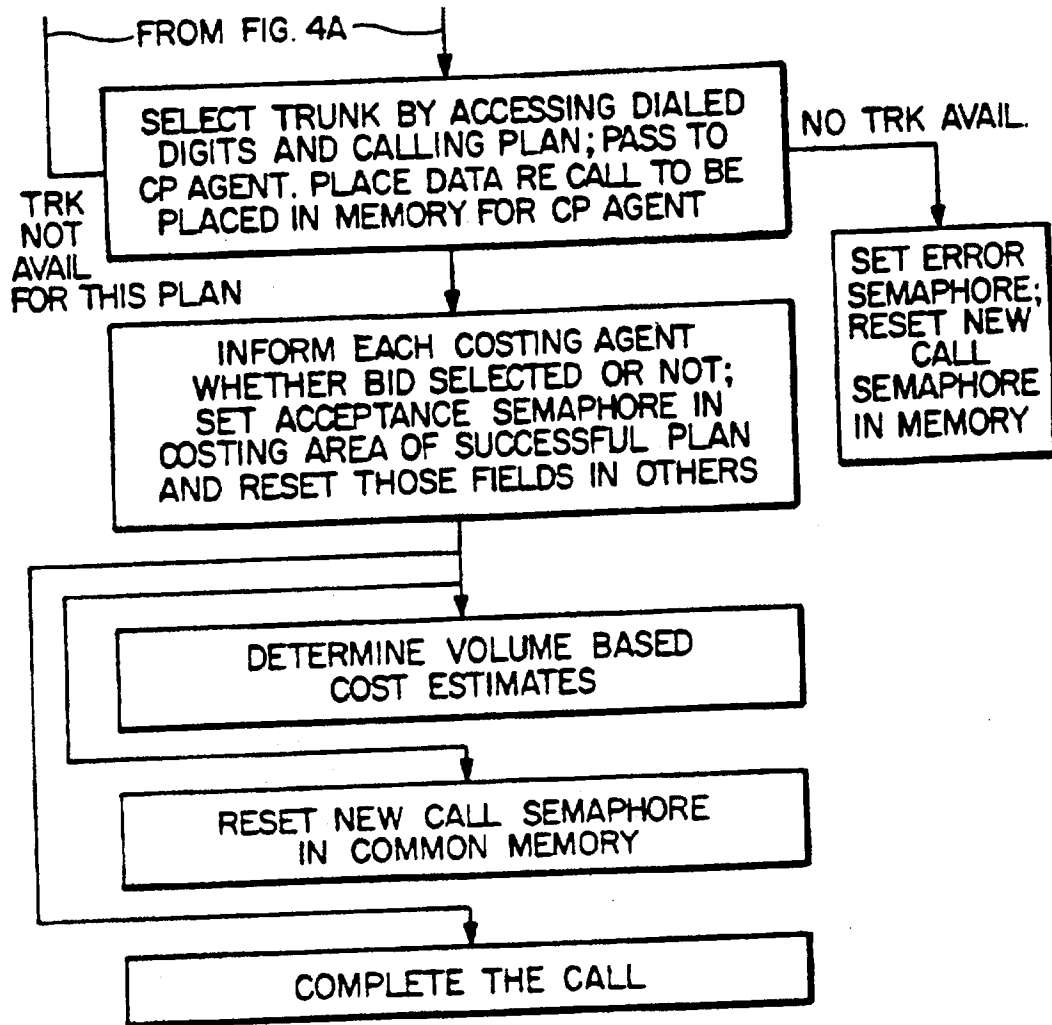 FROM FIG. 4A
SELECT TRUNK BY ACCESSING DIALED
DIGITS AND CALLING PLAN; PASS TO
CP AGENT. PLACE DATA RE CALL TO BE
PLACED IN MEMORY FOR CP AGENT
NO TRK AVAIL.
TRK
NOT
AVAIL
FOR THIS PLAN
SET ERROR
SEMAPHORE;
RESET NEW
CALL
SEMAPHORE
IN MEMORY
INFORM EACH COSTING AGENT
WHETHER BID SELECTED OR NOT;
SET ACCEPTANCE SEMAPHORE IN
COSTING AREA OF SUCCESSFUL PLAN
AND RESET THOSE FIELDS IN OTHERS
DETERMINE VOLUME BASED
COST ESTIMATES
RESET NEW CALL SEMAPHORE
IN COMMON MEMORY
COMPLETE THE CALL